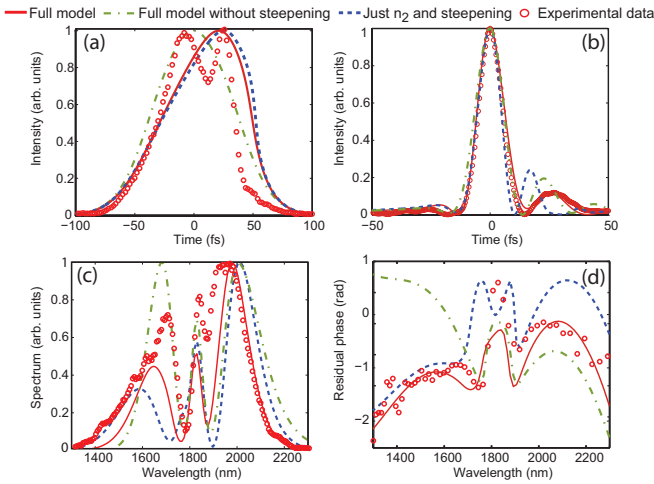 Full model Full model without steepening Just n2 and steepening Experimental data
(a)
Intensity (arb. units)
1
0.8
0.6
0.4
0.2
0
−100 −50 0 50 100
Time (fs)
(b)
Intensity (arb. units)
1
0.8
0.6
0.4
0.2
0
−50 0 50
Time (fs)
(c)
Spectrum (arb. units)
1
0.8
0.6
0.4
0.2
0
1400 1600 1800 2000 2200
Wavelength (nm)
(d)
Residual phase (rad)
1
0
−1
−2
1400 1600 1800 2000 2200
Wavelength (nm)